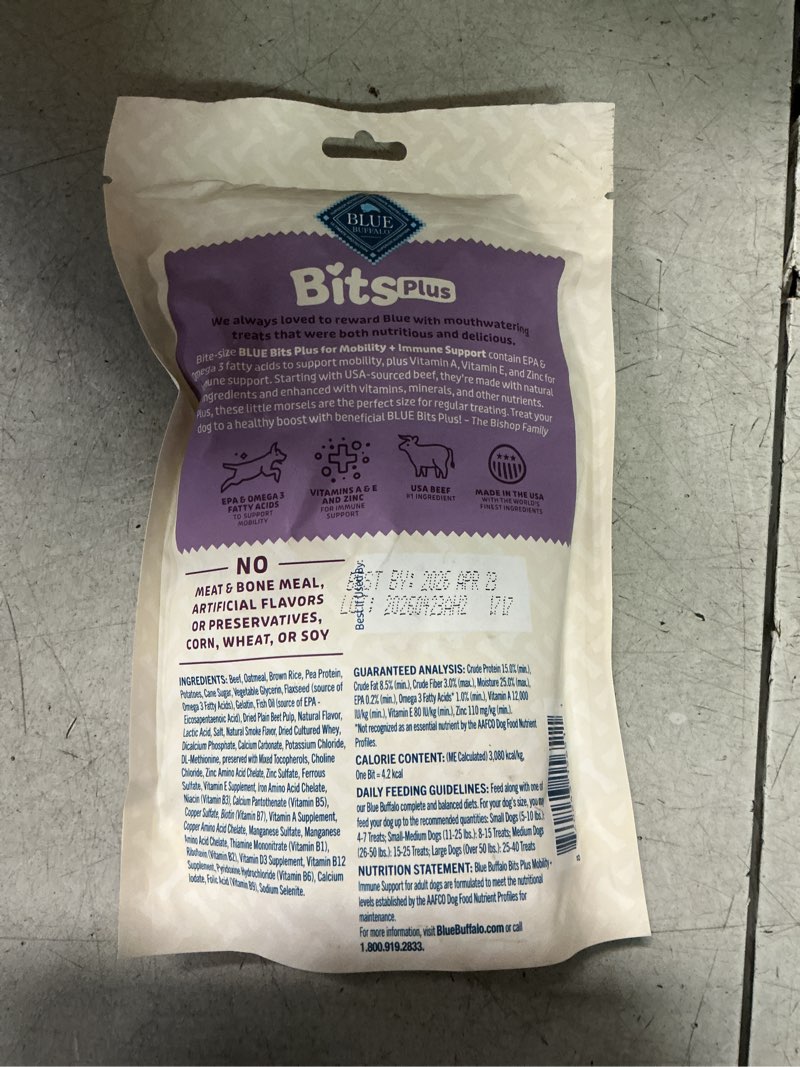 BLUE
BUFFALO
Bits Plus
We always loved to reward Blue with mouthwatering
treats that were both nutritious and delicious.
Bite-size BLUE Bits Plus for Mobility + Immune Support contain EPA &
Omega 3 fatty acids to support mobility, plus Vitamin A, Vitamin E, and Zinc for
immune support. Starting with USA-sourced beef, they're made with natural
ingredients and enhanced with vitamins, minerals, and other nutrients.
Plus, these little morsels are the perfect size for regular treating. Treat your
dog to a healthy boost with beneficial BLUE Bits Plus! – The Bishop Family
EPA & OMEGA 3
FATTY ACIDS
TO SUPPORT
MOBILITY
VITAMINS A & E
AND ZINC
FOR IMMUNE
SUPPORT
USA BEEF
#1 INGREDIENT
MADE IN THE USA
WITH THE WORLD'S
FINEST INGREDIENTS
NO
MEAT & BONE MEAL,
ARTIFICIAL FLAVORS
OR PRESERVATIVES,
CORN, WHEAT, OR SOY
Best If Used By:
BEST BY: 2026 APR 23
LOT: 20260423AH2 1717
INGREDIENTS: Beef, Oatmeal, Brown Rice, Pea Protein,
Potatoes, Cane Sugar, Vegetable Glycerin, Flaxseed (source of
Omega 3 Fatty Acids), Gelatin, Fish Oil (source of EPA -
Eicosapentaenoic Acid), Dried Plain Beet Pulp, Natural Flavor,
Lactic Acid, Salt, Natural Smoke Flavor, Dried Cultured Whey,
Dicalcium Phosphate, Calcium Carbonate, Potassium Chloride,
DL-Methionine, preserved with Mixed Tocopherols, Choline
Chloride, Zinc Amino Acid Chelate, Zinc Sulfate, Ferrous
Sulfate, Vitamin E Supplement, Iron Amino Acid Chelate,
Niacin (Vitamin B3), Calcium Pantothenate (Vitamin B5),
Copper Sulfate, Biotin (Vitamin B7), Vitamin A Supplement,
Copper Amino Acid Chelate, Manganese Sulfate, Manganese
Amino Acid Chelate, Thiamine Mononitrate (Vitamin B1),
Riboflavin (Vitamin B2), Vitamin D3 Supplement, Vitamin B12
Supplement, Pyridoxine Hydrochloride (Vitamin B6), Calcium
Iodate, Folic Acid (Vitamin B9), Sodium Selenite.
GUARANTEED ANALYSIS: Crude Protein 15.0% (min.),
Crude Fat 8.5% (min.), Crude Fiber 3.0% (max.), Moisture 25.0% (max.),
EPA 0.2% (min.), Omega 3 Fatty Acids* 1.0% (min.), Vitamin A 12,000
IU/kg (min.), Vitamin E 80 IU/kg (min.), Zinc 110 mg/kg (min.).
*Not recognized as an essential nutrient by the AAFCO Dog Food Nutrient
Profiles.
CALORIE CONTENT: (ME Calculated) 3,080 kcal/kg,
One Bit = 4.2 kcal
DAILY FEEDING GUIDELINES: Feed along with one of
our Blue Buffalo complete and balanced diets. For your dog's size, you may
feed your dog up to the recommended quantities: Small Dogs (5-10 lbs.):
4-7 Treats; Small-Medium Dogs (11-25 lbs.): 8-15 Treats; Medium Dogs
(26-50 lbs.): 15-25 Treats; Large Dogs (Over 50 lbs.): 25-40 Treats
NUTRITION STATEMENT: Blue Buffalo Bits Plus Mobility +
Immune Support for adult dogs are formulated to meet the nutritional
levels established by the AAFCO Dog Food Nutrient Profiles for
maintenance.
For more information, visit BlueBuffalo.com or call
1.800.919.2833.